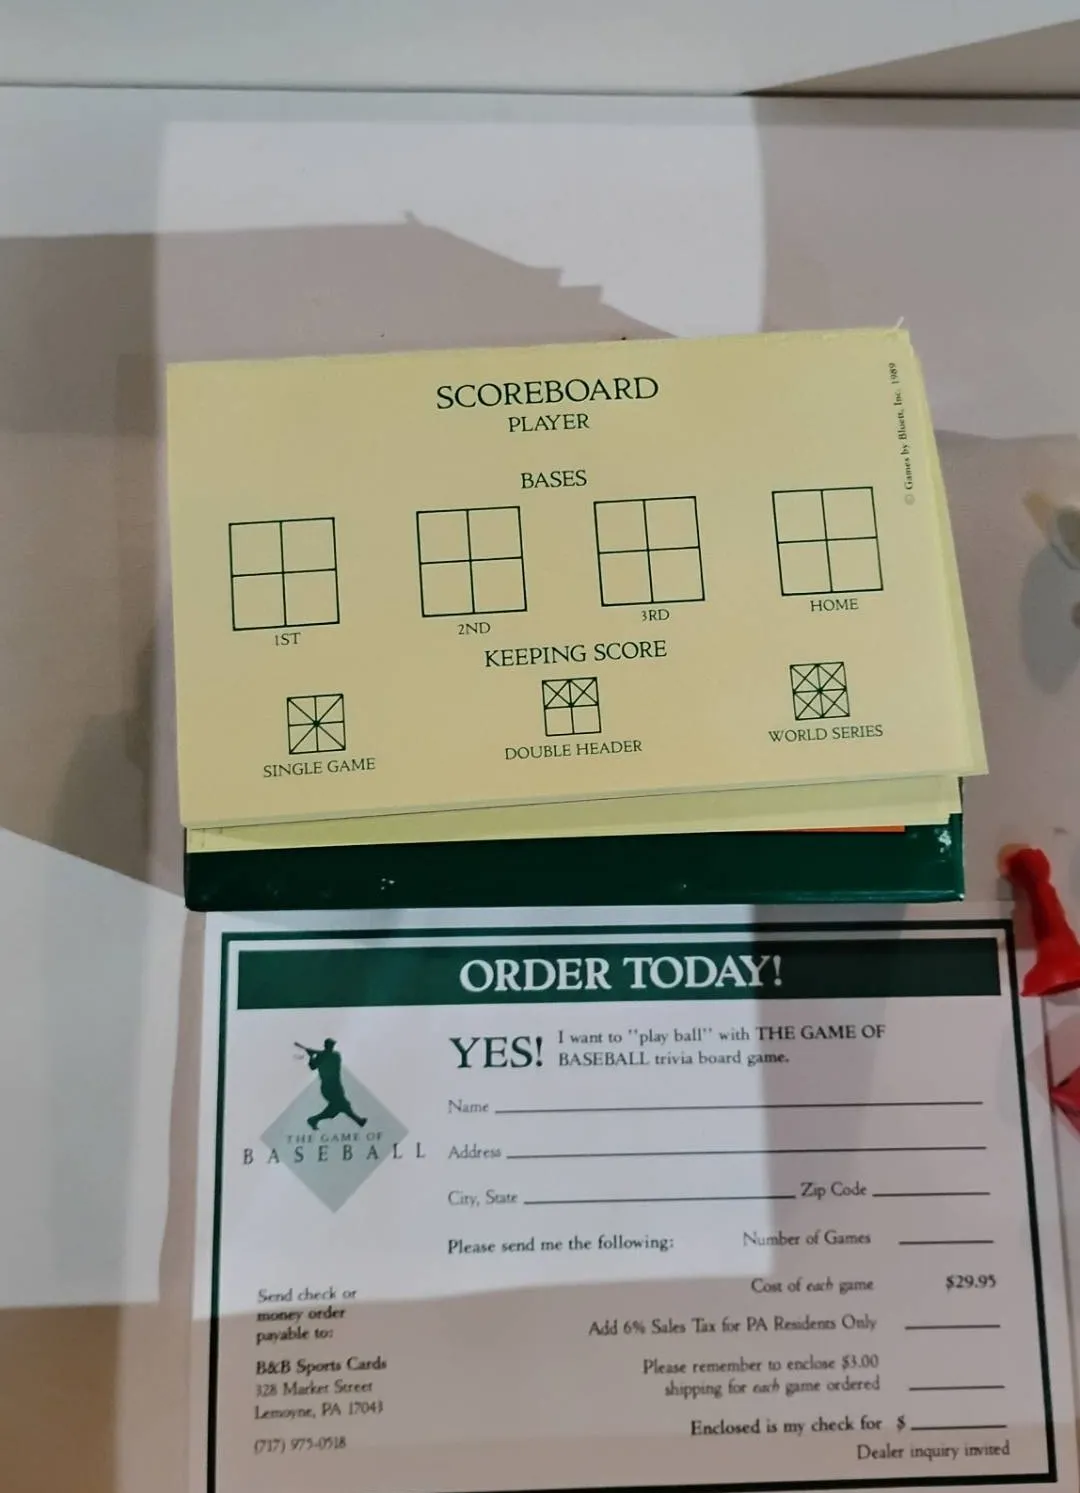 SCOREBOARD
PLAYER
© Games by Bluett, Inc. 1989
BASES
1ST
2ND
3RD
HOME
KEEPING SCORE
SINGLE GAME
DOUBLE HEADER
WORLD SERIES
ORDER TODAY!
YES! I want to "play ball" with THE GAME OF
BASEBALL trivia board game.
THE GAME OF
BASEBALL
Name
Address
City, State Zip Code
Please send me the following: Number of Games
Cost of each game $29.95
Add 6% Sales Tax for PA Residents Only
Please remember to enclose $3.00
shipping for each game ordered
Enclosed is my check for $
Dealer inquiry invited
Send check or
money order
payable to:
B&B Sports Cards
328 Market Street
Lemoyne, PA 17043
(717) 975-0518